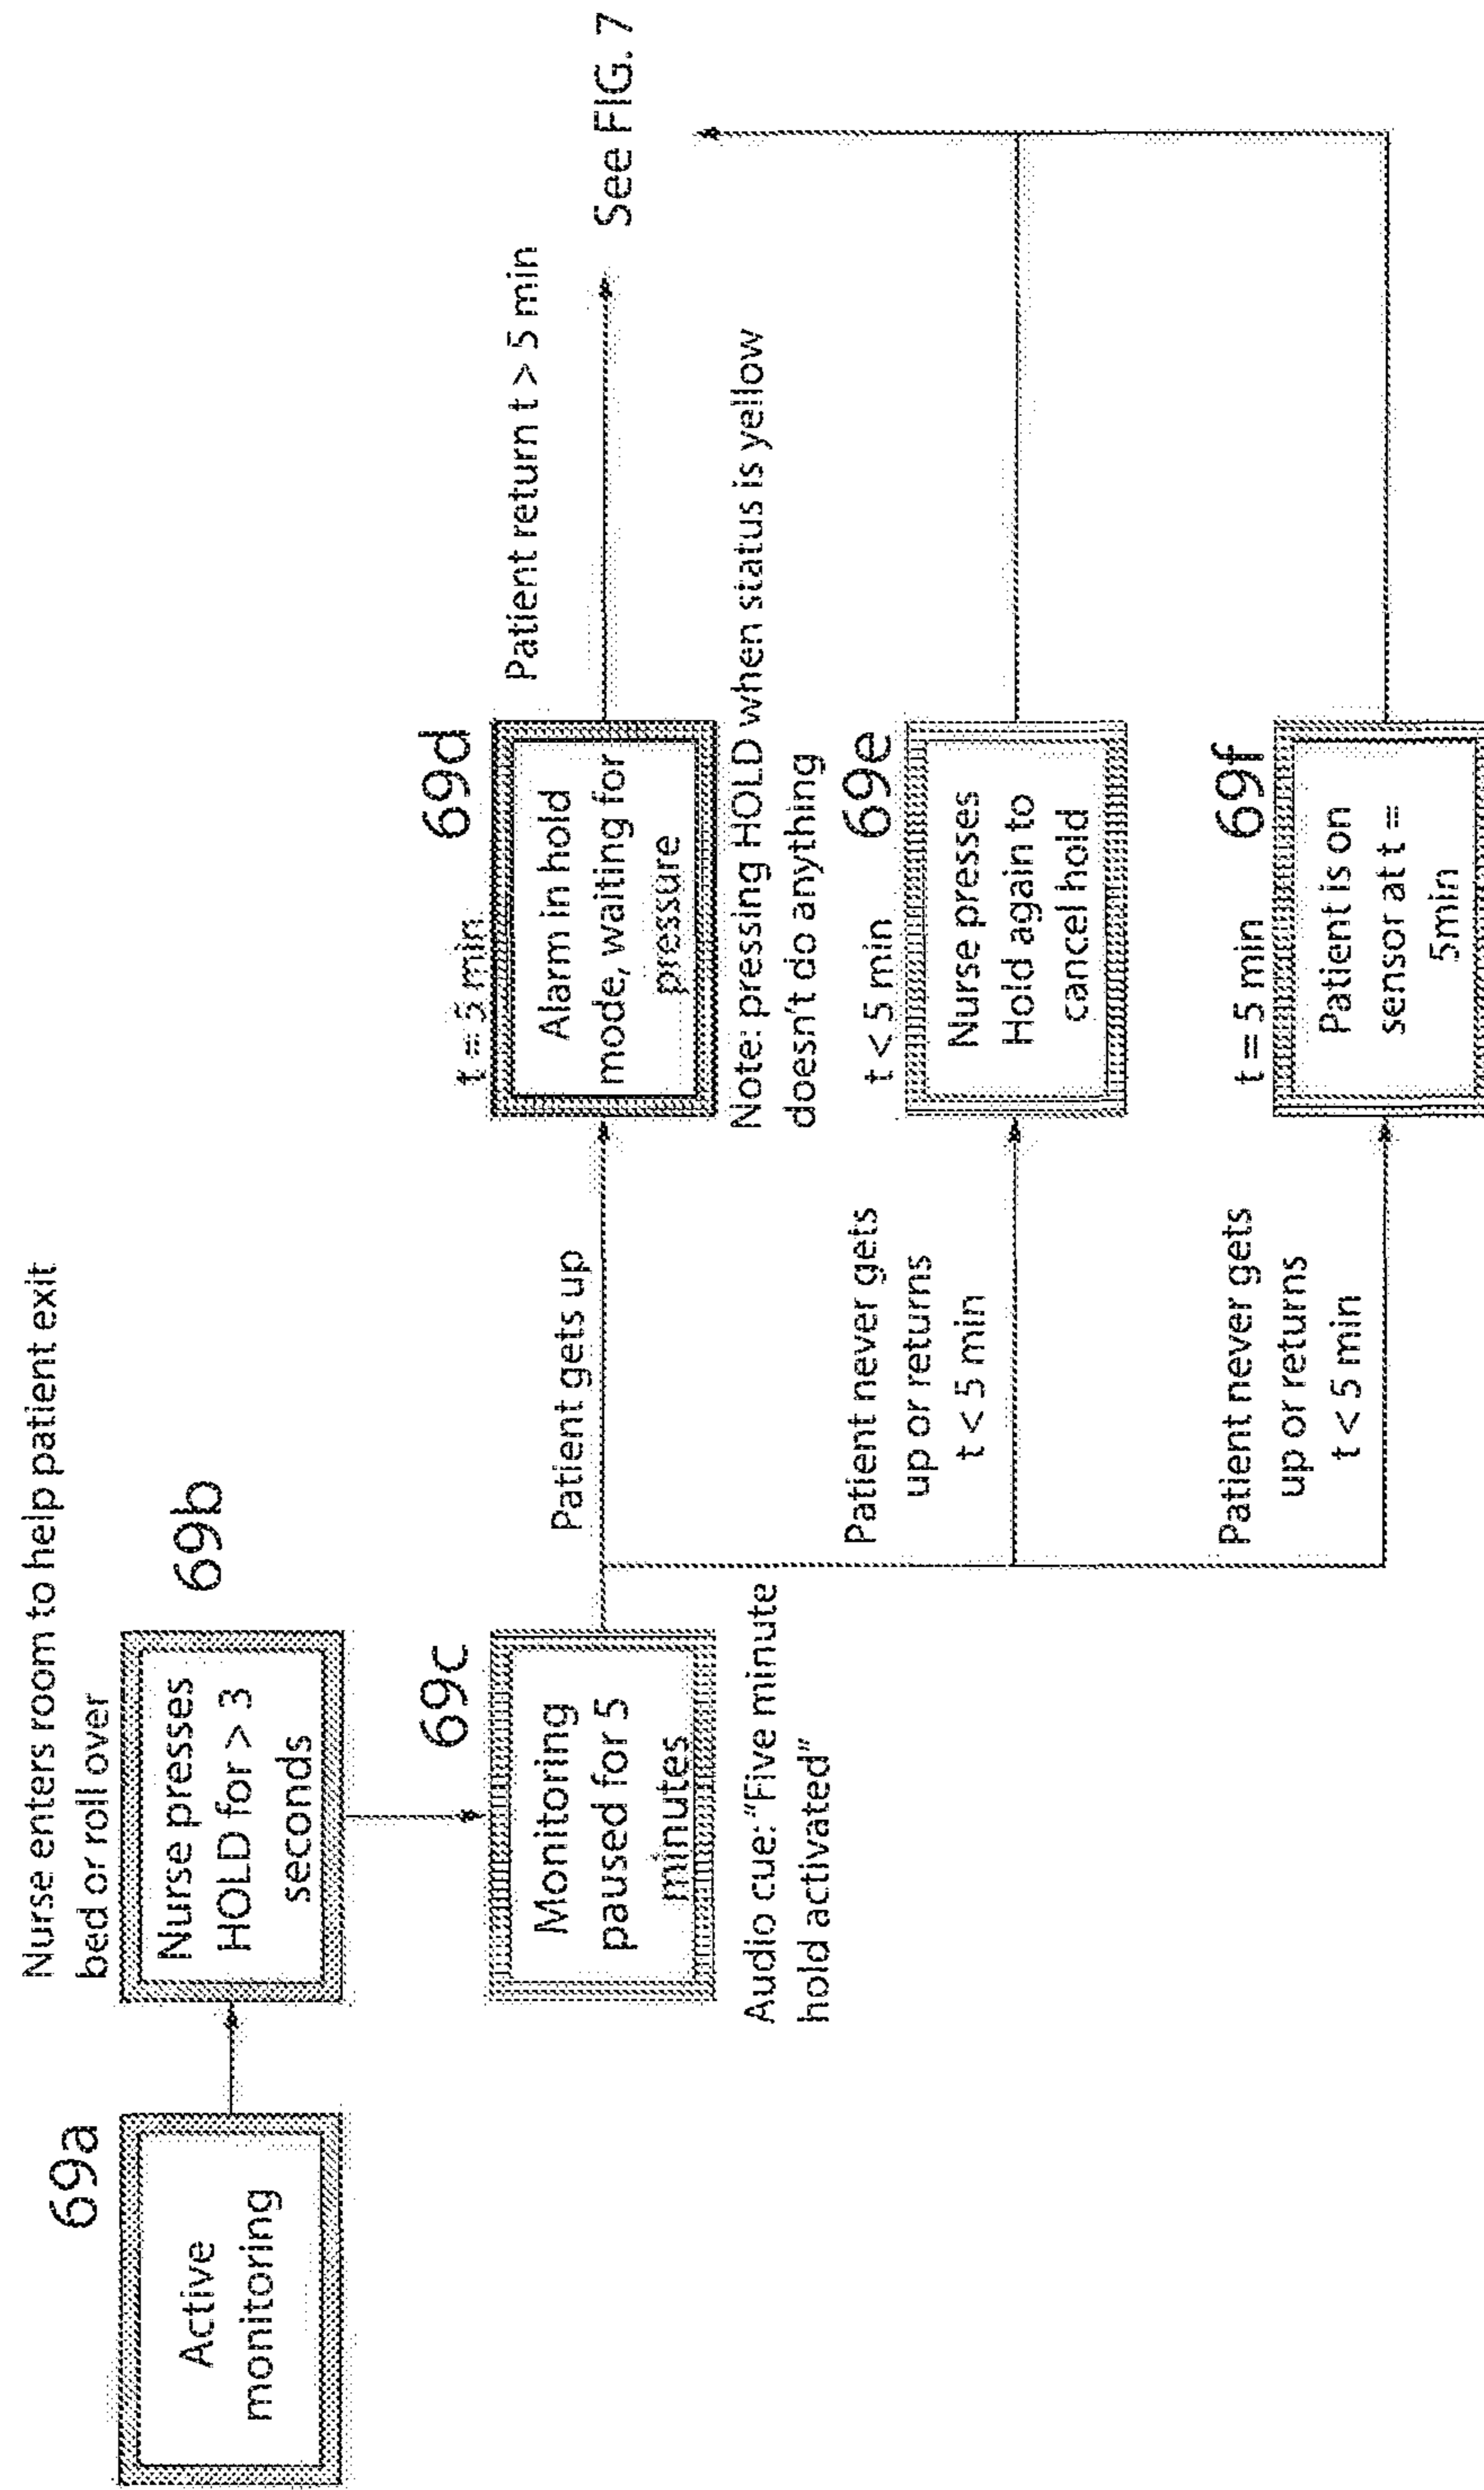 Nurse enters room to help patient exit
bed or roll over
69a
Active
monitoring
69b
Nurse presses
HOLD for > 3
seconds
69c
Monitoring
paused for 5
minutes
Audio cue: "Five minute
hold activated"
Patient gets up
t = 5 min
69d
Alarm in hold
mode, waiting for
pressure
Note: pressing HOLD when status is yellow
doesn't do anything
Patient return t > 5 min
See FIG. 7
Patient never gets
up or returns
t < 5 min
t < 5 min
69e
Nurse presses
Hold again to
cancel hold
Patient never gets
up or returns
t < 5 min
t = 5 min
69f
Patient is on
sensor at t =
5min